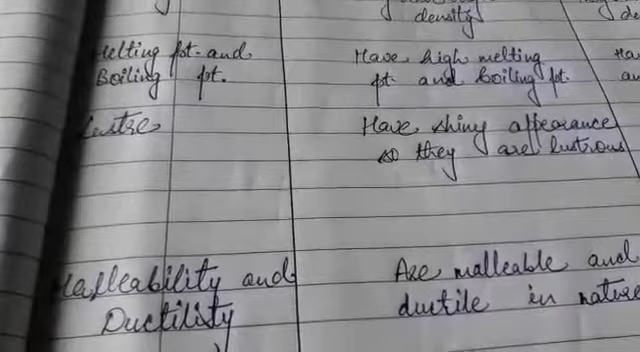 density
Melting pt. and
Boiling pt.
Have high melting
pt and boiling pt.
Lustre
Have shiny appearance
so they are lustrous
Malleability and
Ductility
Are malleable and
ductile in nature